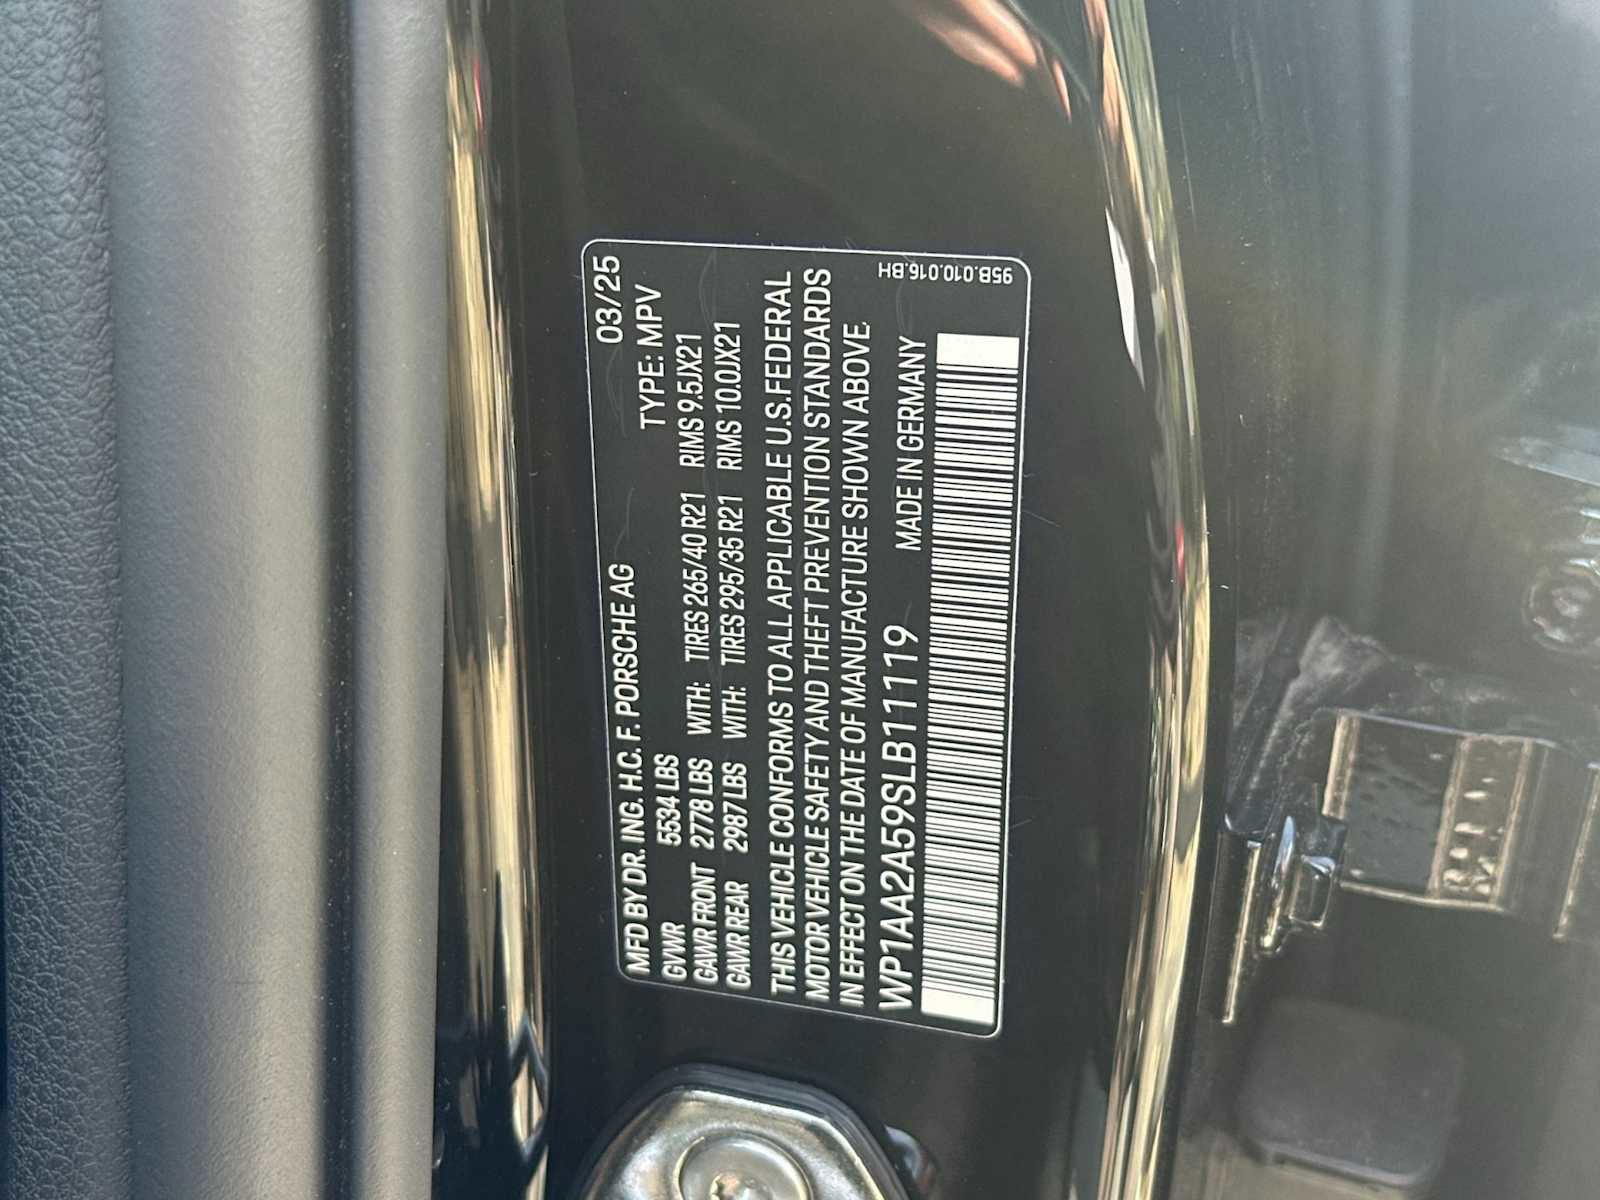 MFD BY DR. ING. H.C. F. PORSCHE AG 03/25
GVWR 5534 LBS TYPE: MPV
GAWR FRONT 2778 LBS WITH: TIRES 265/40 R21 RIMS 9.5JX21
GAWR REAR 2987 LBS WITH: TIRES 295/35 R21 RIMS 10.0JX21
THIS VEHICLE CONFORMS TO ALL APPLICABLE U.S. FEDERAL
MOTOR VEHICLE SAFETY AND THEFT PREVENTION STANDARDS
IN EFFECT ON THE DATE OF MANUFACTURE SHOWN ABOVE.
WP1AA2A59SLB11119 MADE IN GERMANY
95B.010.016.BH